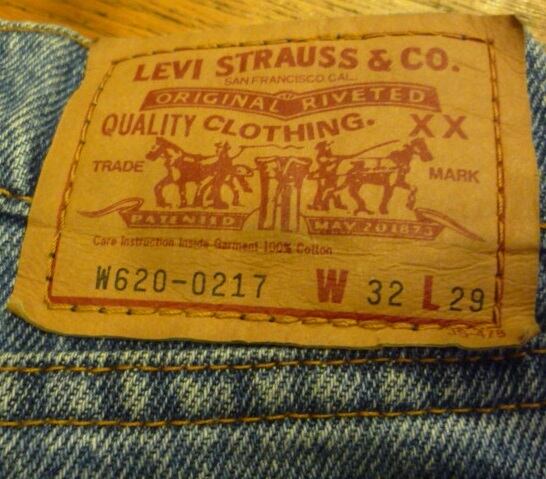 LEVI STRAUSS & CO.
SAN FRANCISCO CAL.
ORIGINAL RIVETED
QUALITY CLOTHING. XX
TRADE MARK
PATENTED MAY 20 1873
Care Instruction Inside Garment 100% Cotton
W620-0217 W 32 L 29